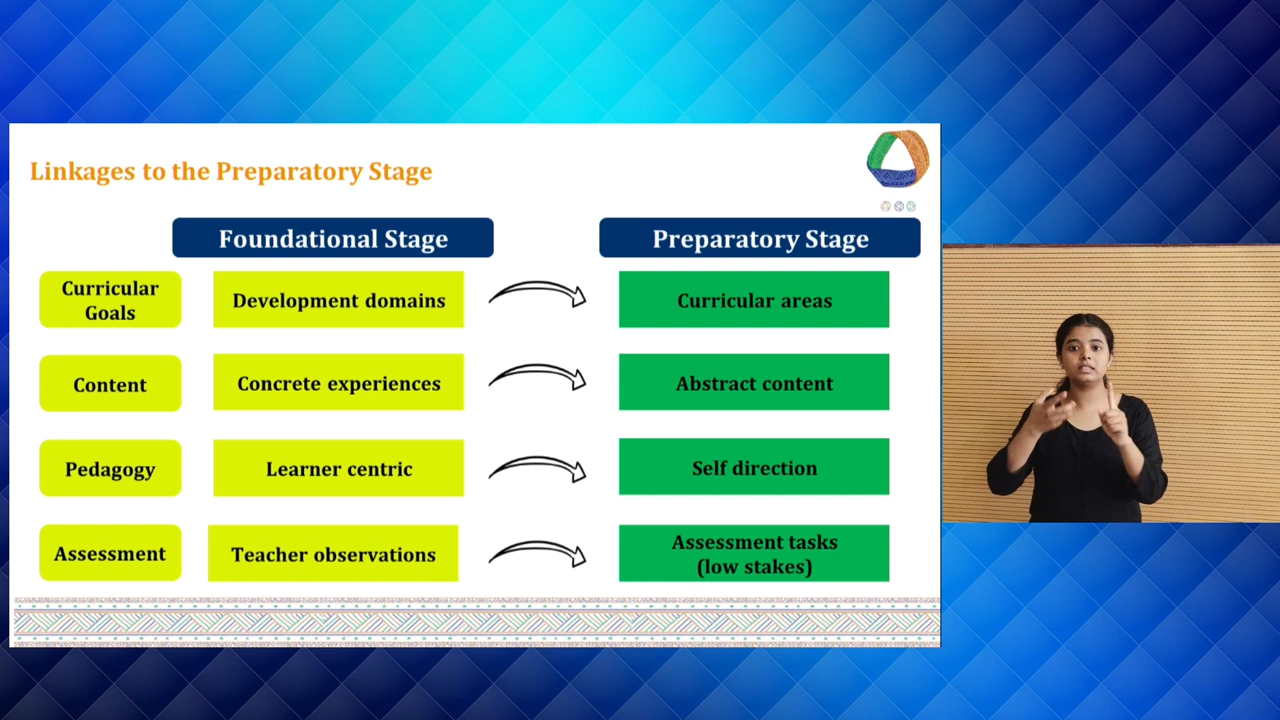 Linkages to the Preparatory Stage
Foundational Stage
Preparatory Stage
Curricular
Goals
Development domains
Curricular areas
Content
Concrete experiences
Abstract content
Pedagogy
Learner centric
Self direction
Assessment
Teacher observations
Assessment tasks
(low stakes)